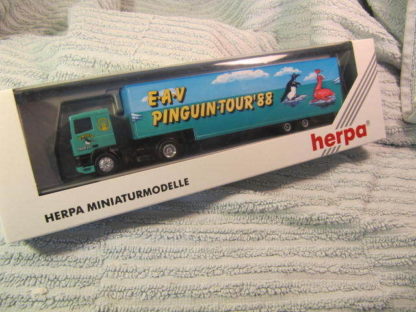 E·A·V
PINGUIN-TOUR '88
herpa
HERPA MINIATURMODELLE